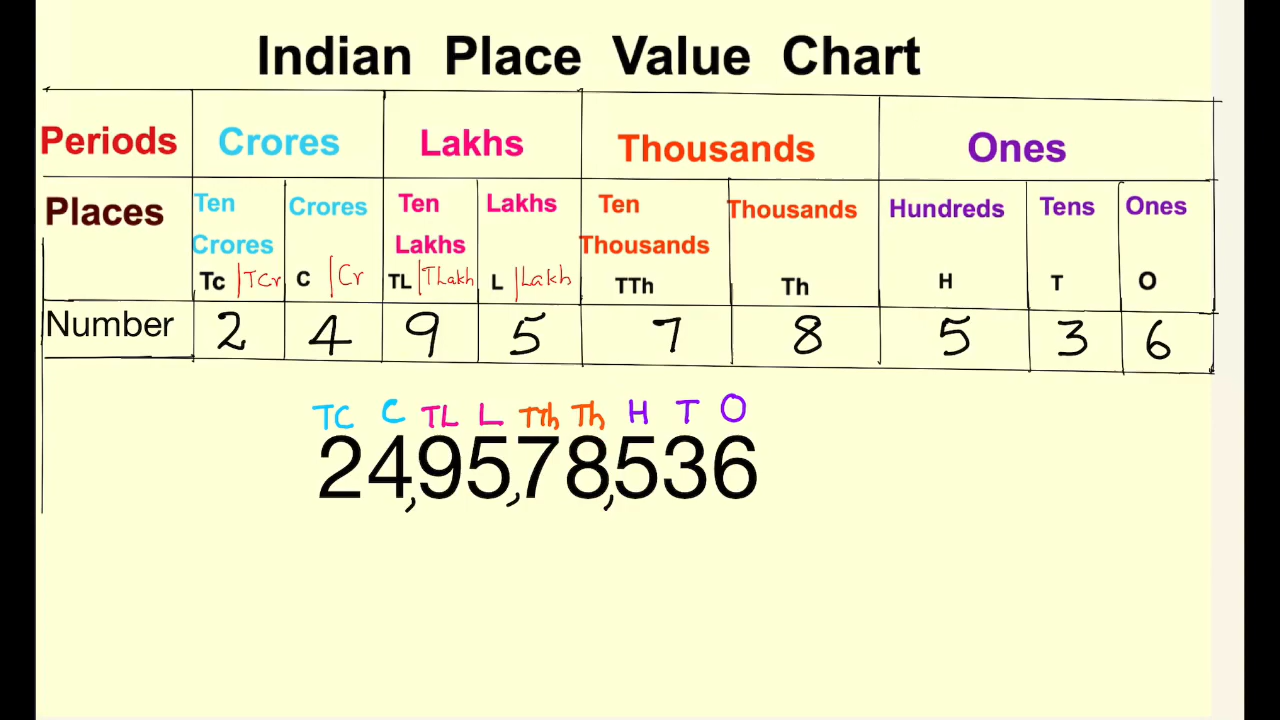 Indian Place Value Chart
Periods Crores Lakhs Thousands Ones
Places Ten Crores Crores Ten Lakhs Lakhs Ten Thousands Thousands Hundreds Tens Ones
Tc |TCr C |Cr TL |TLakh L |Lakh TTh Th H T O
Number 2 4 9 5 7 8 5 3 6
TC C TL L TTh Th H T O
24,95,78,536